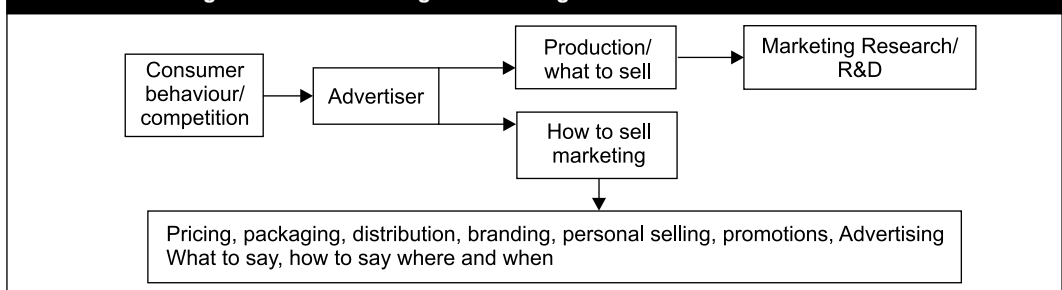 Production/
what to sell
Marketing Research/
R&D
Consumer
behaviour/
competition
Advertiser
How to sell
marketing
Pricing, packaging, distribution, branding, personal selling, promotions, Advertising
What to say, how to say where and when